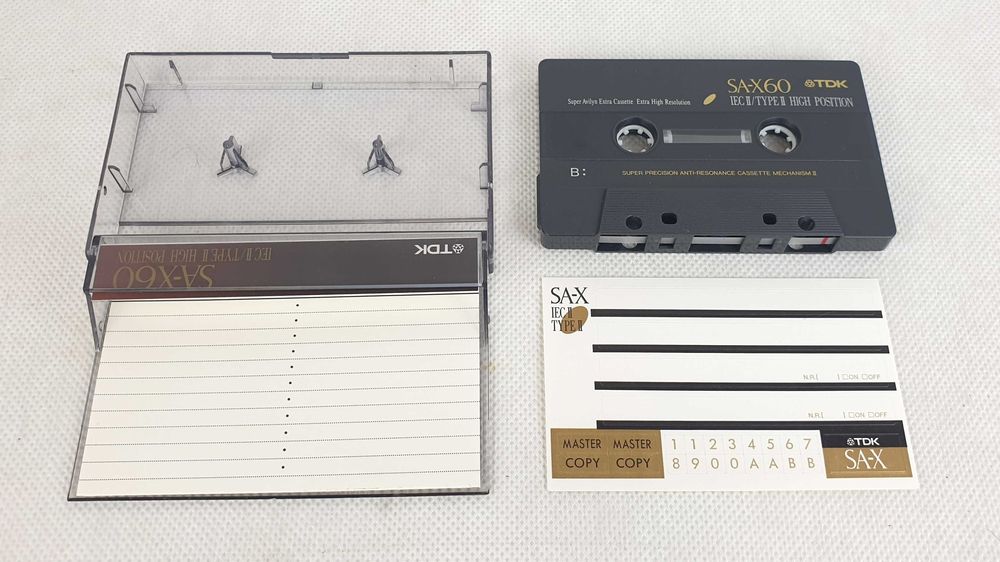 TDK
IEC II/TYPE II HIGH POSITION
SA-X60
SA-X60 TDK
Super Avilyn Extra Cassette Extra High Resolution IEC II/TYPE II HIGH POSITION
B:
SUPER PRECISION ANTI-RESONANCE CASSETTE MECHANISM II
SA-X
IEC II
TYPE II
N.R.[ ] □ON □OFF
N.R.[ ] □ON □OFF
MASTER MASTER 1 1 2 3 4 5 6 7 TDK
COPY COPY 8 9 0 0 A A B B SA-X